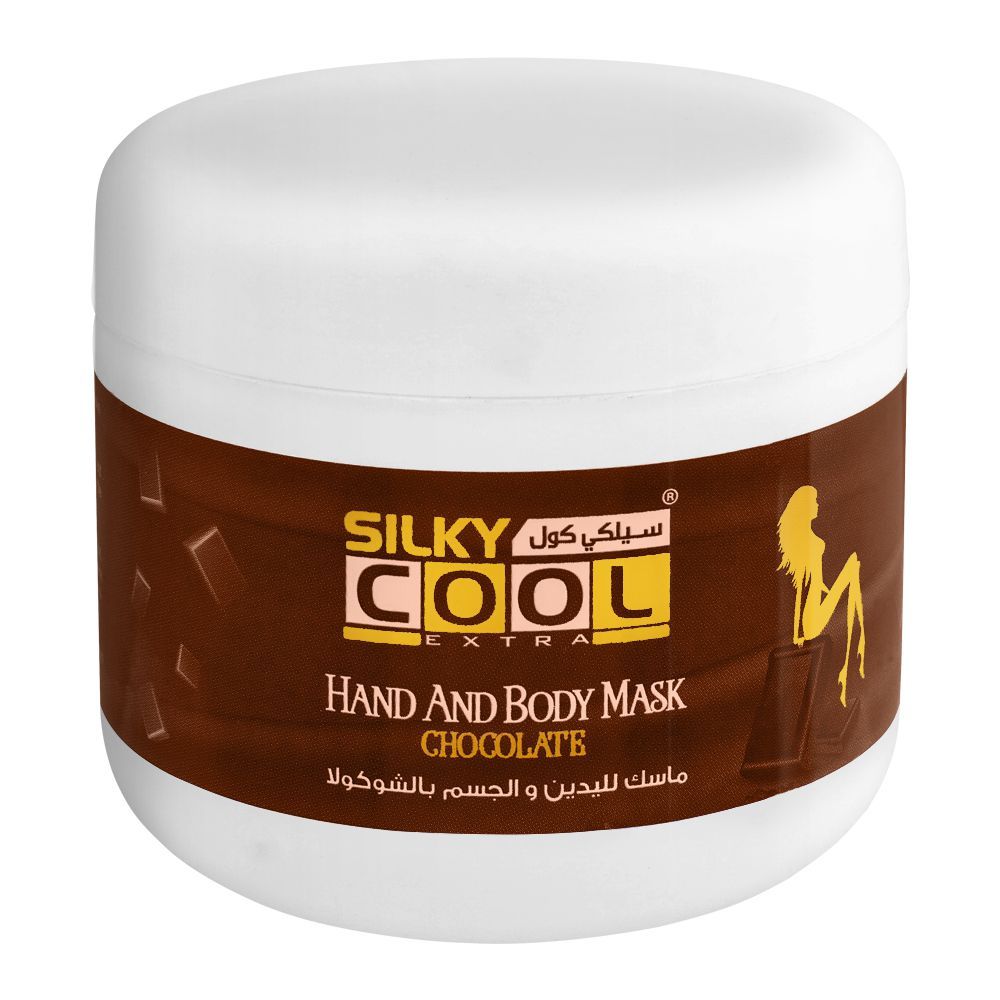 SILKY سيلكي كول ®
COOL
EXTRA
HAND AND BODY MASK
CHOCOLATE
ماسك لليدين و الجسم بالشوكولا